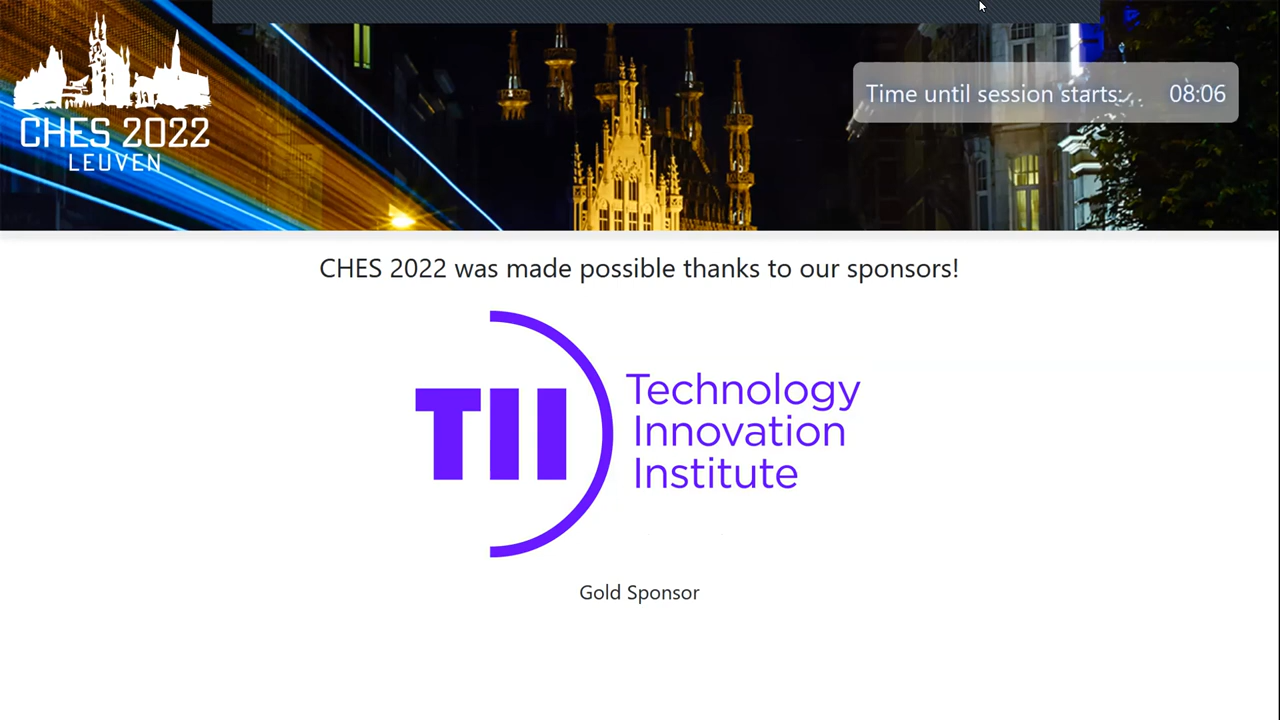 CHES 2022
LEUVEN
Time until session starts: 08:06
CHES 2022 was made possible thanks to our sponsors!
TII
Technology
Innovation
Institute
Gold Sponsor